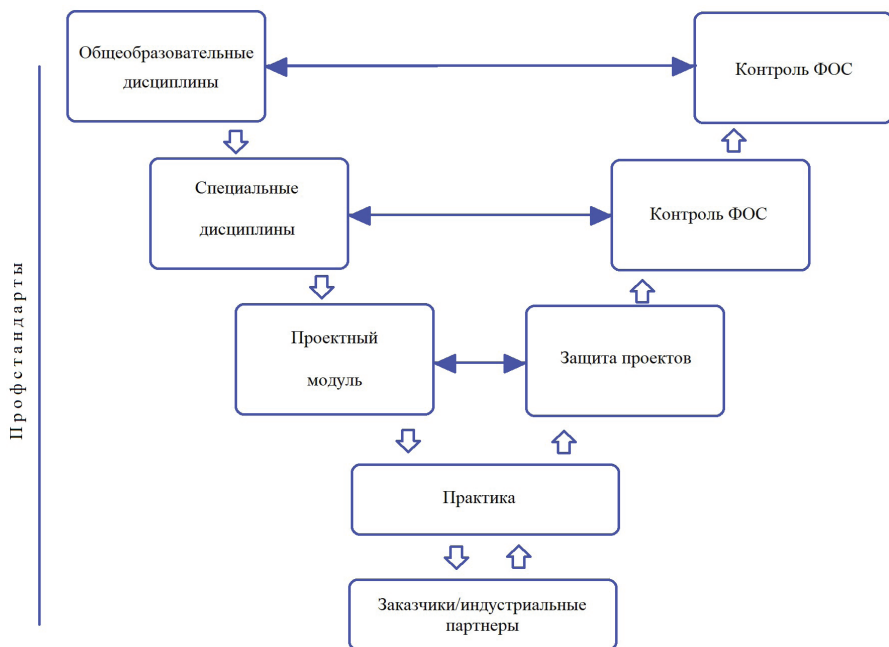 Общеобразовательные
дисциплины
Контроль ФОС
Специальные
дисциплины
Контроль ФОС
Проектный
модуль
Защита проектов
Практика
Заказчики/индустриальные
партнеры
Профстандарты